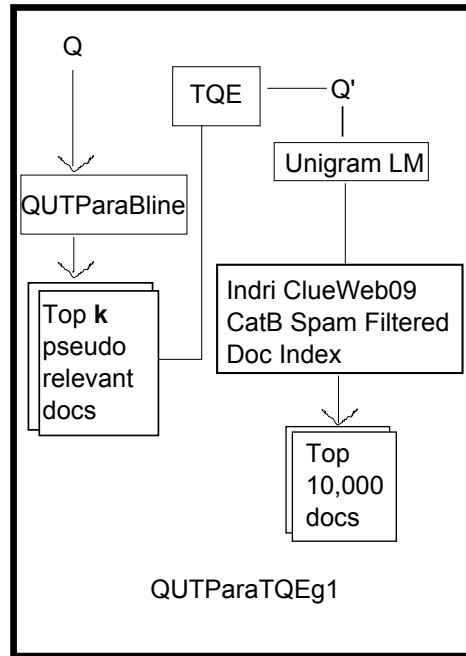 Q
QUTParaBline
Top k
pseudo
relevant
docs
TQE
Q'
Unigram LM
Indri ClueWeb09
CatB Spam Filtered
Doc Index
Top
10,000
docs
QUTParaTQEg1